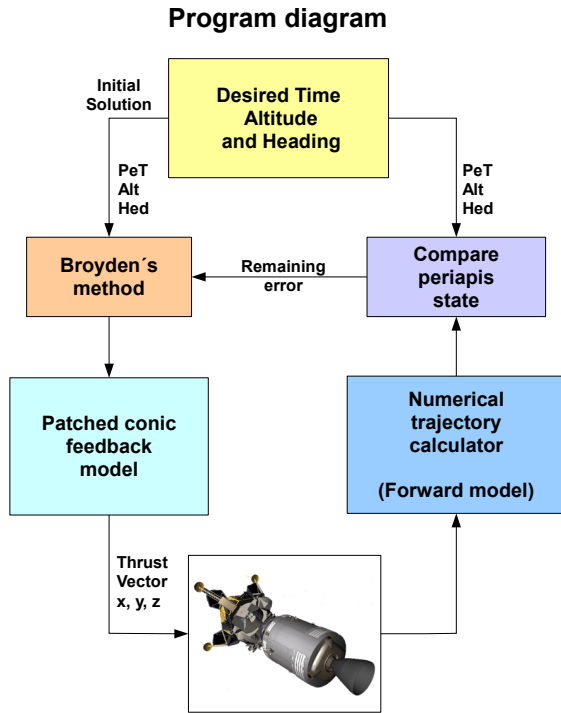 Program diagram
Initial
Solution
Desired Time
Altitude
and Heading
PeT
Alt
Hed
PeT
Alt
Hed
Broyden´s
method
Remaining
error
Compare
periapis
state
Patched conic
feedback
model
Numerical
trajectory
calculator
(Forward model)
Thrust
Vector
x, y, z